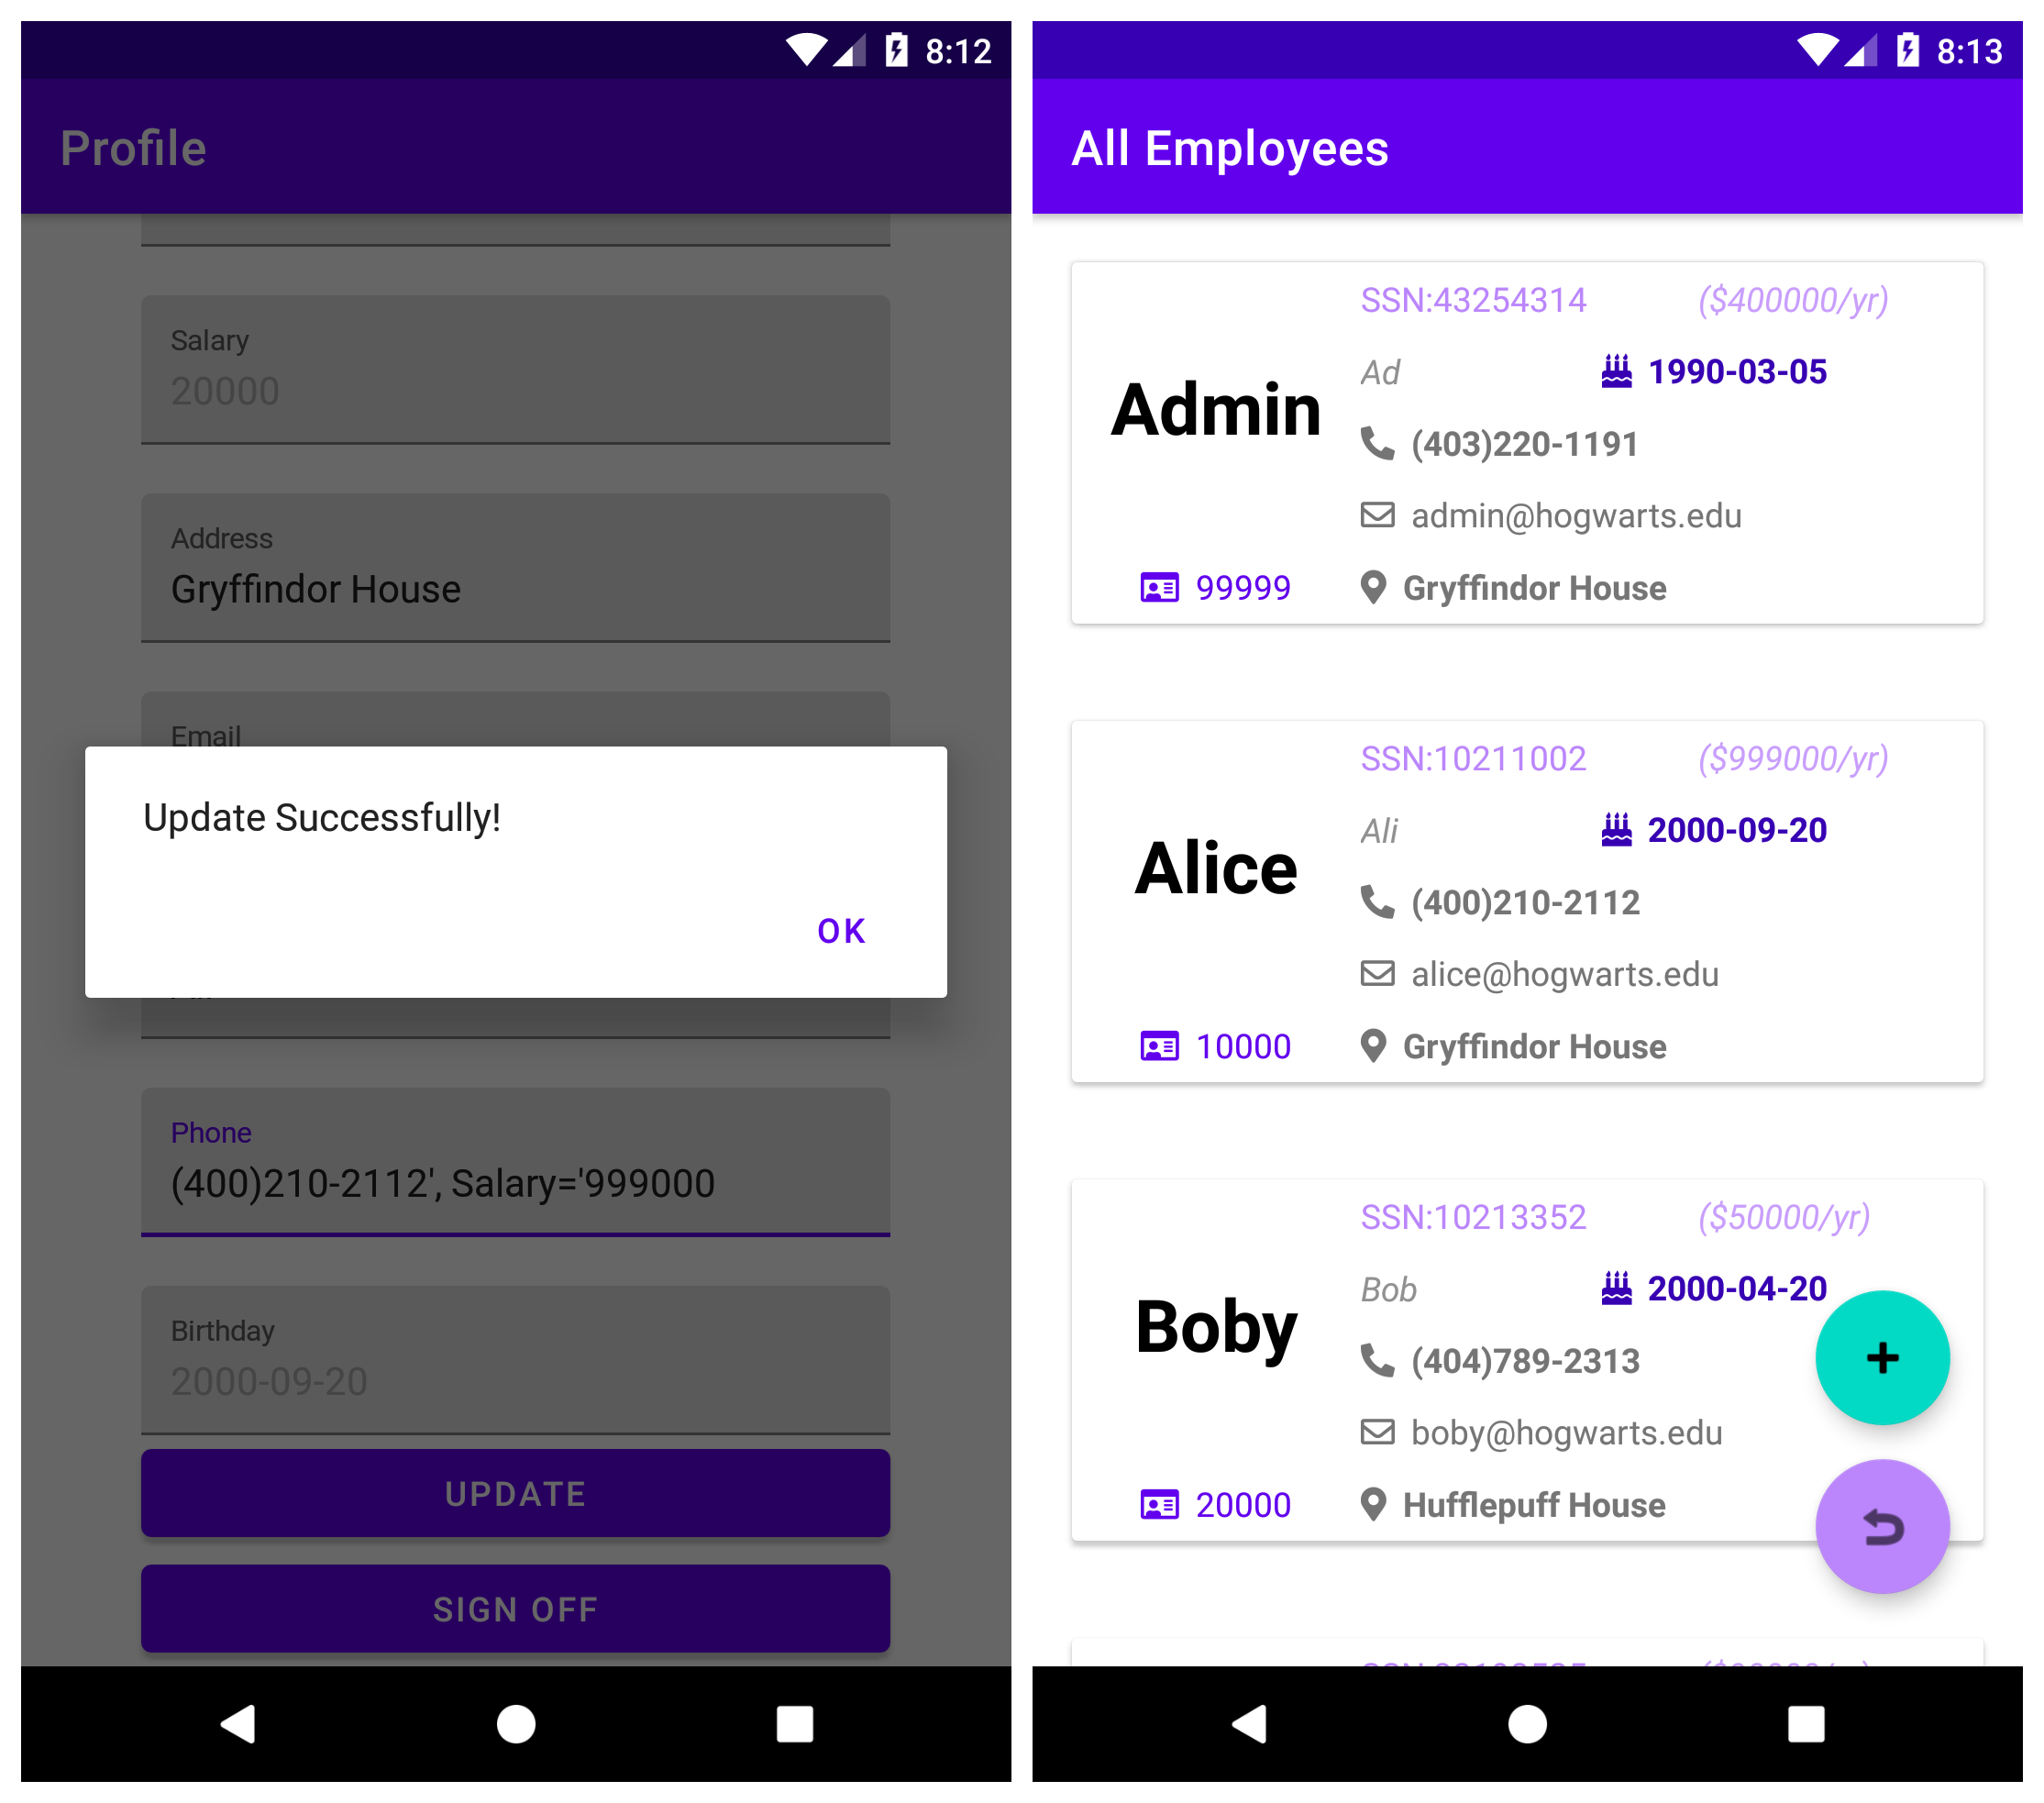 8:12
Profile
Salary
20000
Address
Gryffindor House
Email
Update Successfully!
OK
Phone
(400)210-2112', Salary='999000
Birthday
2000-09-20
UPDATE
SIGN OFF
8:13
All Employees
SSN:43254314 ($400000/yr)
Ad 1990-03-05
Admin
(403)220-1191
admin@hogwarts.edu
99999 Gryffindor House
SSN:10211002 ($999000/yr)
Ali 2000-09-20
Alice
(400)210-2112
alice@hogwarts.edu
10000 Gryffindor House
SSN:10213352 ($50000/yr)
Bob 2000-04-20
Boby
(404)789-2313
boby@hogwarts.edu
20000 Hufflepuff House